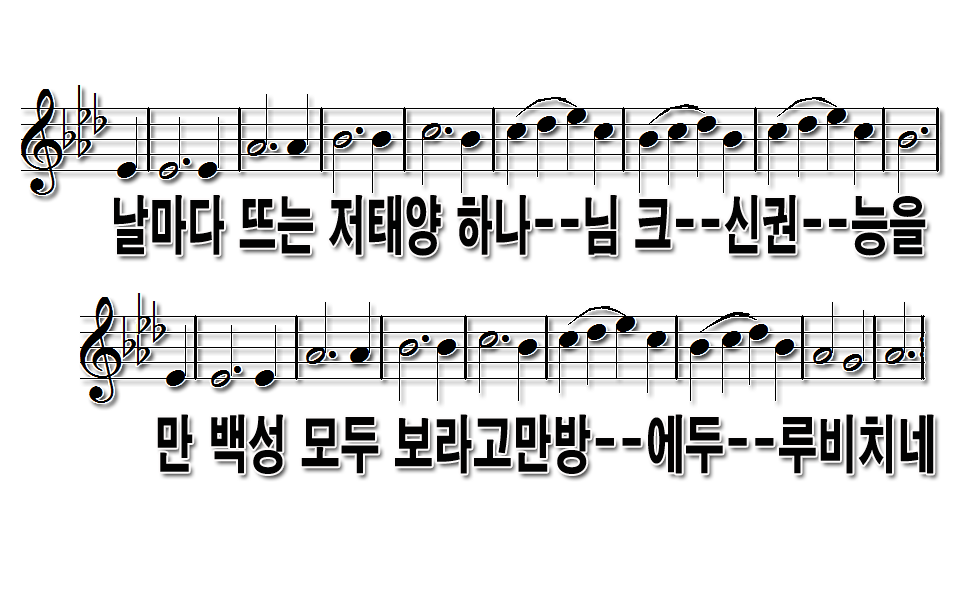 날마다 뜨는 저태양 하나--님 크--신권--능을
만 백성 모두 보라고만방--에두--루비치네